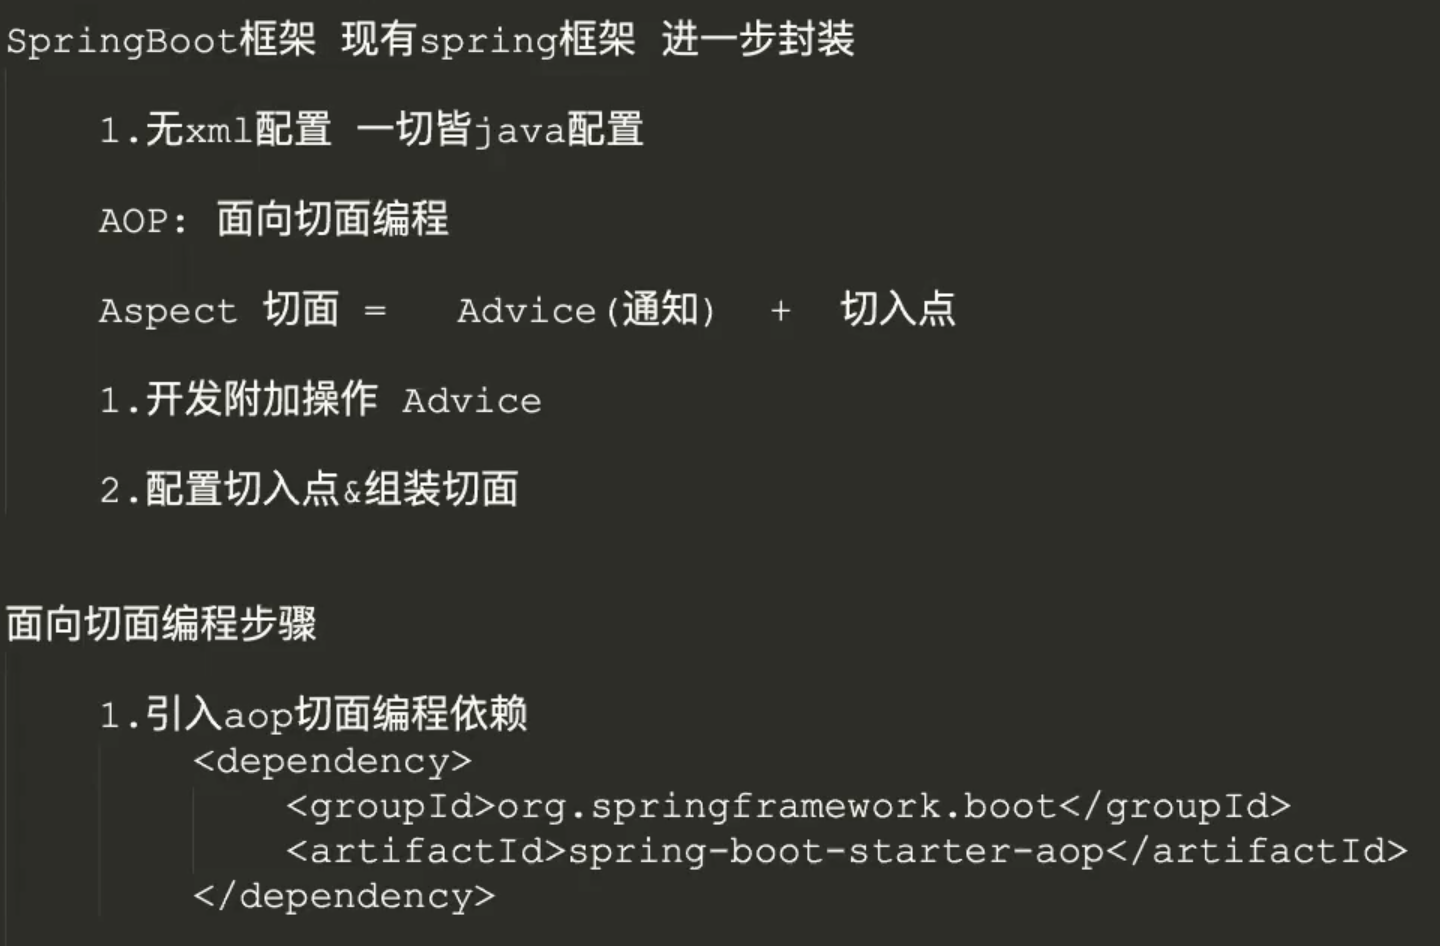 SpringBoot框架 现有spring框架 进一步封装
1.无xml配置 一切皆java配置
AOP: 面向切面编程
Aspect 切面 = Advice(通知) + 切入点
1.开发附加操作 Advice
2.配置切入点&组装切面
面向切面编程步骤
1.引入aop切面编程依赖
<dependency>
<groupId>org.springframework.boot</groupId>
<artifactId>spring-boot-starter-aop</artifactId>
</dependency>